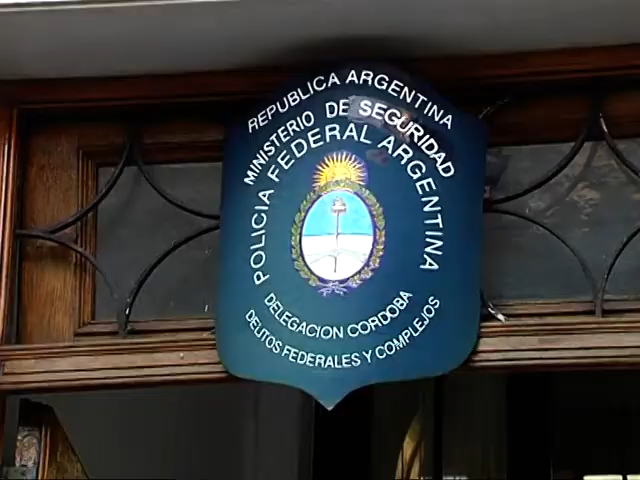 REPUBLICA ARGENTINA
MINISTERIO DE SEGURIDAD
POLICIA FEDERAL ARGENTINA
DELEGACION CORDOBA
DELITOS FEDERALES Y COMPLEJOS